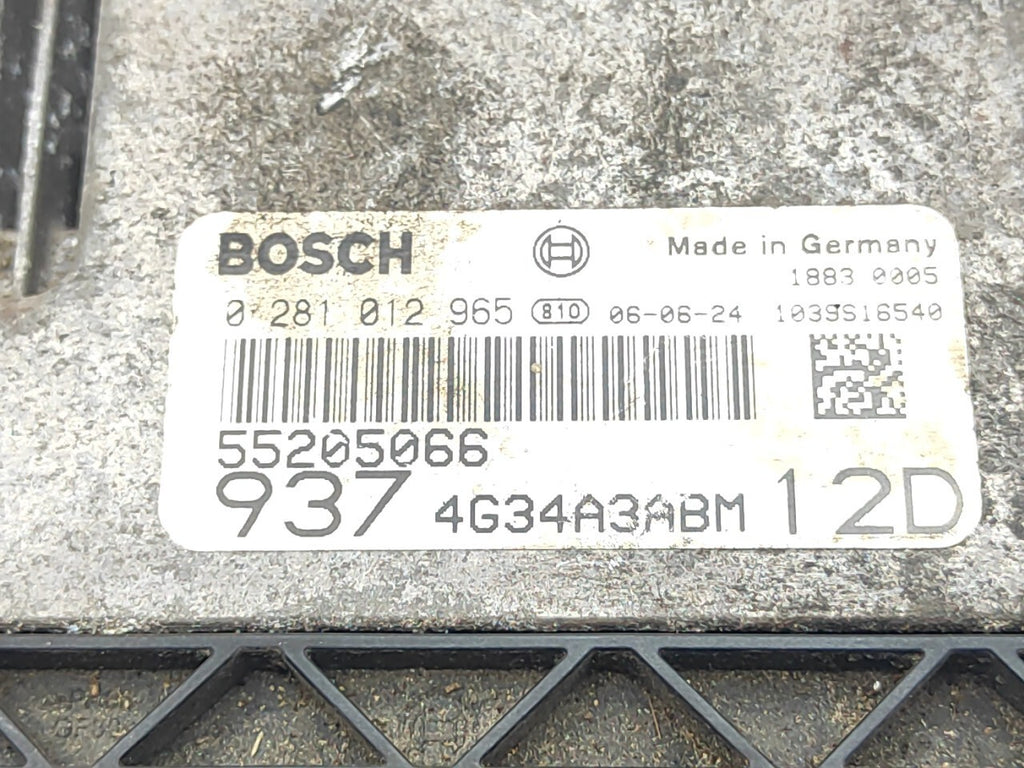 BOSCH Made in Germany
1883 0005
0 281 012 965 810 06-06-24 1039S16540
55205066
937 4G34A3ABM 12D